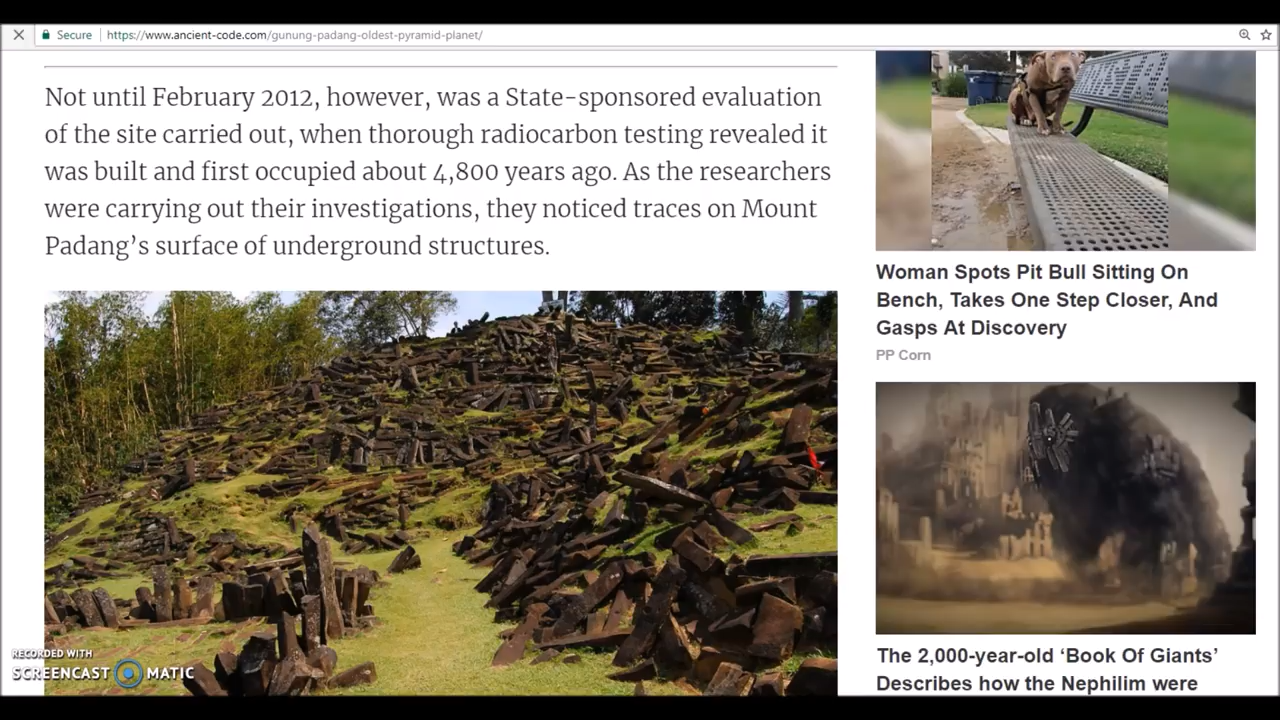 Secure
https://www.ancient-code.com/gunung-padang-oldest-pyramid-planet/
Not until February 2012, however, was a State-sponsored evaluation
of the site carried out, when thorough radiocarbon testing revealed it
was built and first occupied about 4,800 years ago. As the researchers
were carrying out their investigations, they noticed traces on Mount
Padang’s surface of underground structures.
Woman Spots Pit Bull Sitting On
Bench, Takes One Step Closer, And
Gasps At Discovery
PP Corn
The 2,000-year-old ‘Book Of Giants’
Describes how the Nephilim were
RECORDED WITH
SCREENCAST MATIC